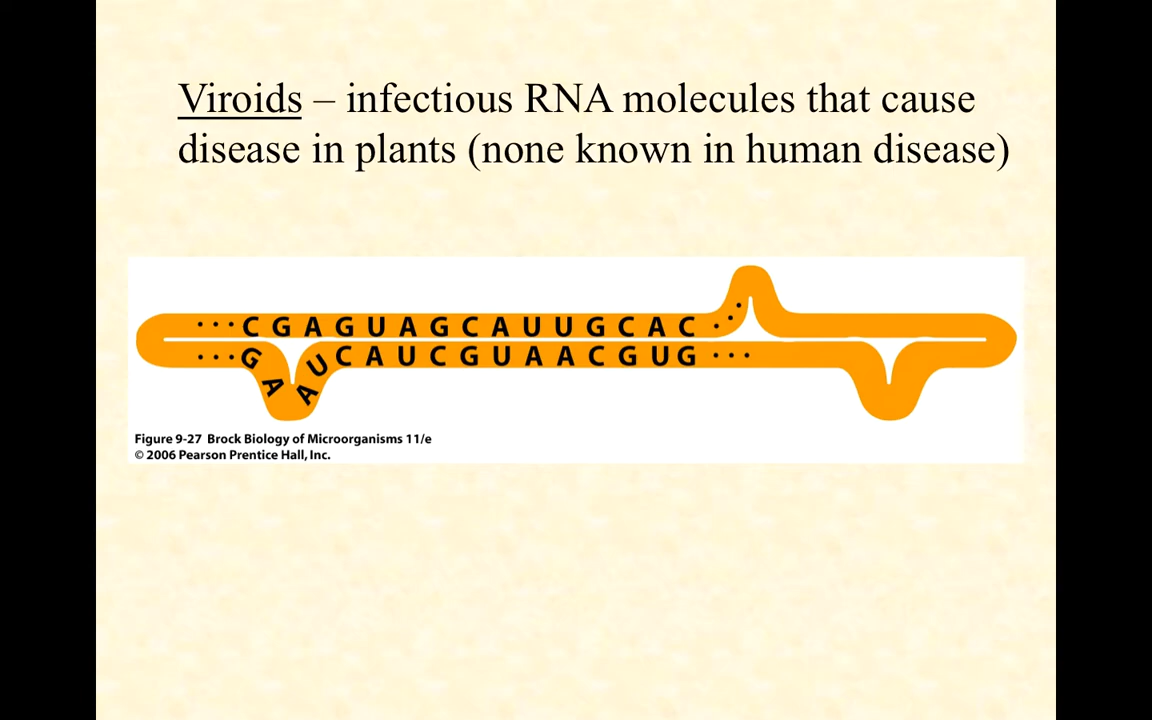 Viroids – infectious RNA molecules that cause
disease in plants (none known in human disease)
···CGAGUAGCAUUGCAC···
···GAAUCAUCGUAACGUG···
Figure 9-27 Brock Biology of Microorganisms 11/e
© 2006 Pearson Prentice Hall, Inc.